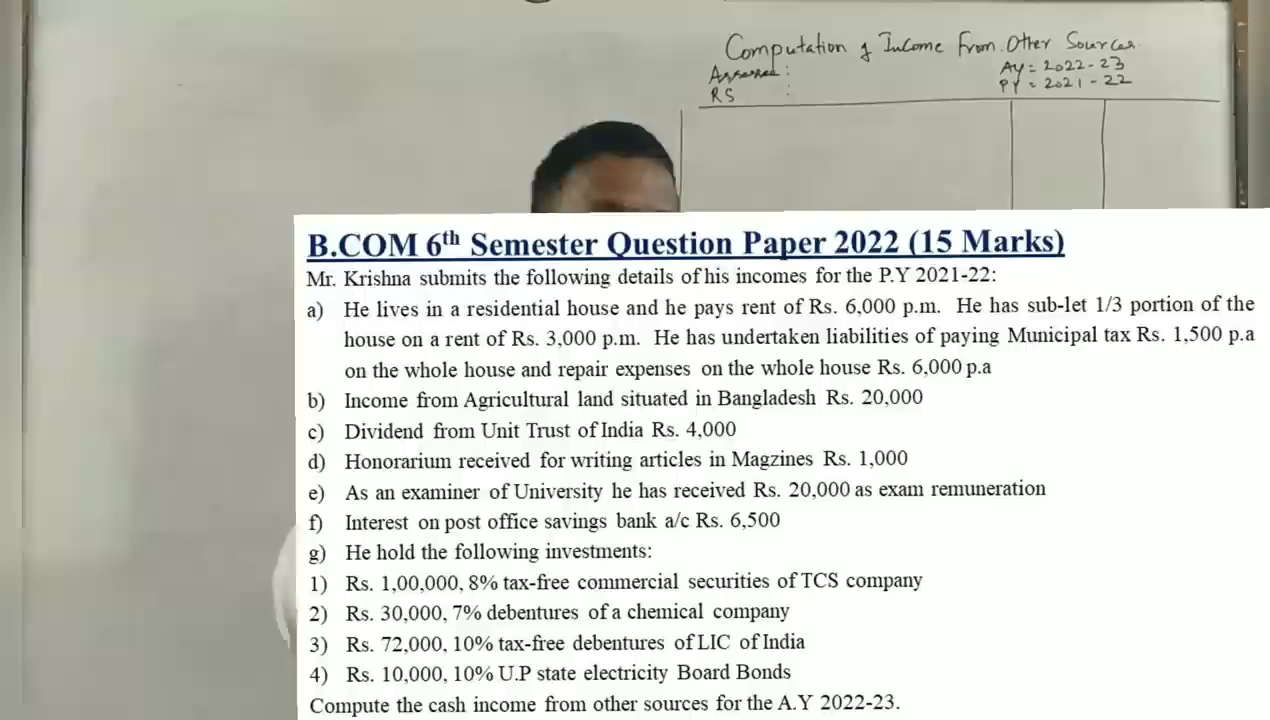 Computation of Income From Other Sources
Assessee :
AY = 2022-23
RS :
PY = 2021-22
B.COM 6th Semester Question Paper 2022 (15 Marks)
Mr. Krishna submits the following details of his incomes for the P.Y 2021-22:
a) He lives in a residential house and he pays rent of Rs. 6,000 p.m. He has sub-let 1/3 portion of the
house on a rent of Rs. 3,000 p.m. He has undertaken liabilities of paying Municipal tax Rs. 1,500 p.a
on the whole house and repair expenses on the whole house Rs. 6,000 p.a
b) Income from Agricultural land situated in Bangladesh Rs. 20,000
c) Dividend from Unit Trust of India Rs. 4,000
d) Honorarium received for writing articles in Magzines Rs. 1,000
e) As an examiner of University he has received Rs. 20,000 as exam remuneration
f) Interest on post office savings bank a/c Rs. 6,500
g) He hold the following investments:
1) Rs. 1,00,000, 8% tax-free commercial securities of TCS company
2) Rs. 30,000, 7% debentures of a chemical company
3) Rs. 72,000, 10% tax-free debentures of LIC of India
4) Rs. 10,000, 10% U.P state electricity Board Bonds
Compute the cash income from other sources for the A.Y 2022-23.